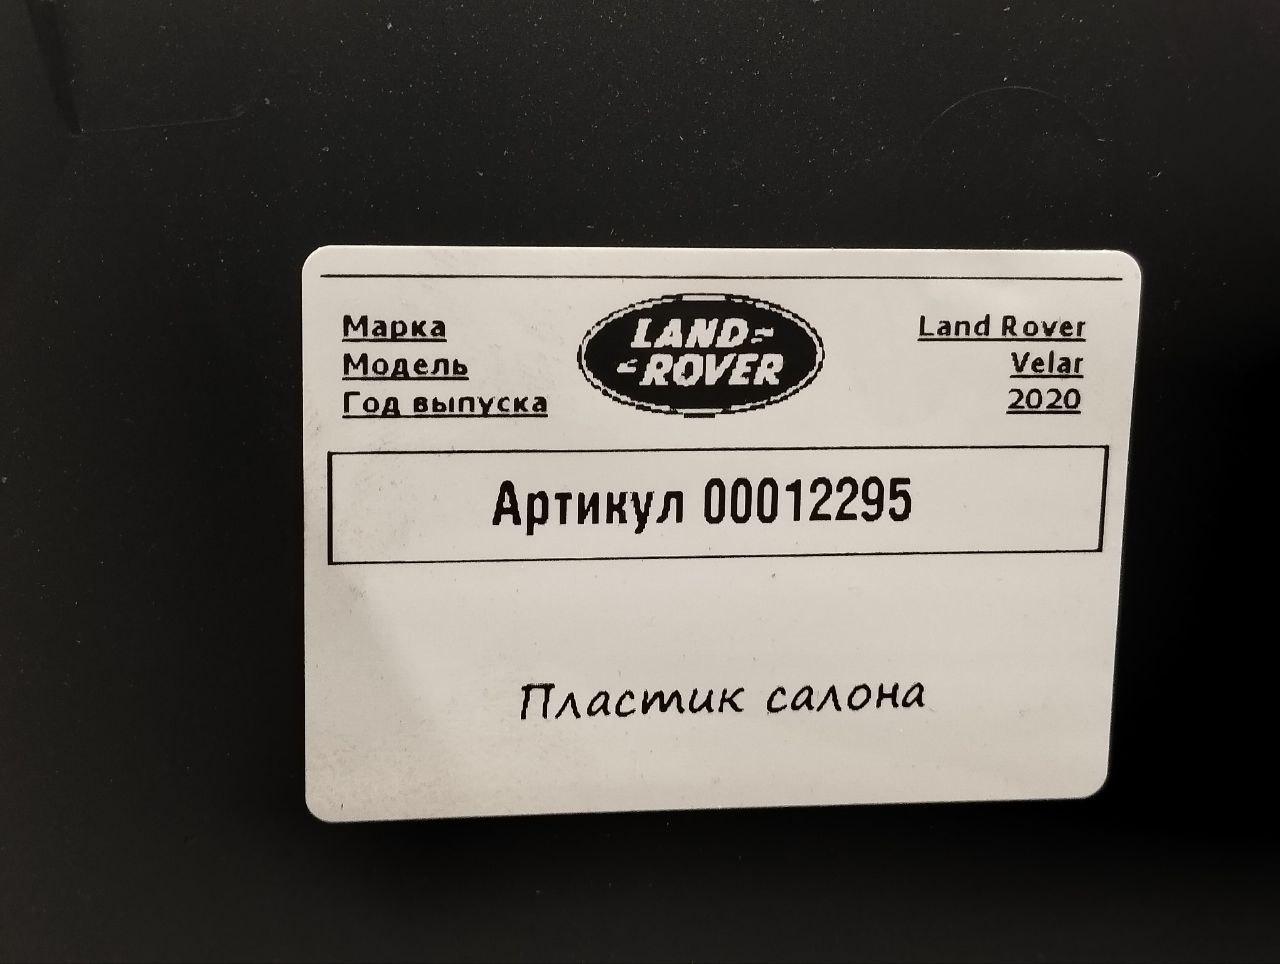 Марка
Модель
Год выпуска
LAND
ROVER
Land Rover
Velar
2020
Артикул 00012295
Пластик салона